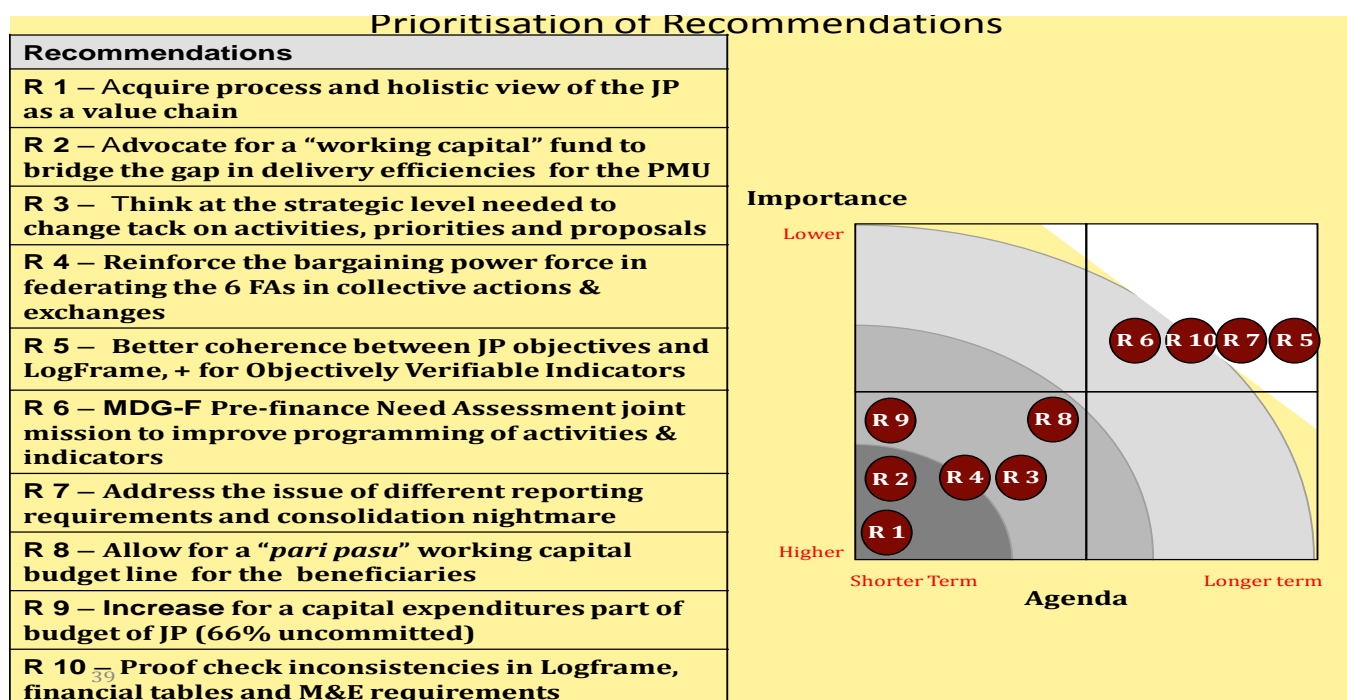 Prioritisation of Recommendations
Recommendations
R 1 – Acquire process and holistic view of the JP
as a value chain
R 2 – Advocate for a “working capital” fund to
bridge the gap in delivery efficiencies for the PMU
R 3 – Think at the strategic level needed to
change tack on activities, priorities and proposals
R 4 – Reinforce the bargaining power force in
federating the 6 FAs in collective actions &
exchanges
R 5 – Better coherence between JP objectives and
LogFrame, + for Objectively Verifiable Indicators
R 6 – MDG-F Pre-finance Need Assessment joint
mission to improve programming of activities &
indicators
R 7 – Address the issue of different reporting
requirements and consolidation nightmare
R 8 – Allow for a “pari pasu” working capital
budget line for the beneficiaries
R 9 – Increase for a capital expenditures part of
budget of JP (66% uncommitted)
R 10 – Proof check inconsistencies in Logframe,
financial tables and M&E requirements
39
Importance
Lower
R 6 R 10 R 7 R 5
R 9 R 8
R 2 R 4 R 3
R 1
Higher
Shorter Term Longer term
Agenda